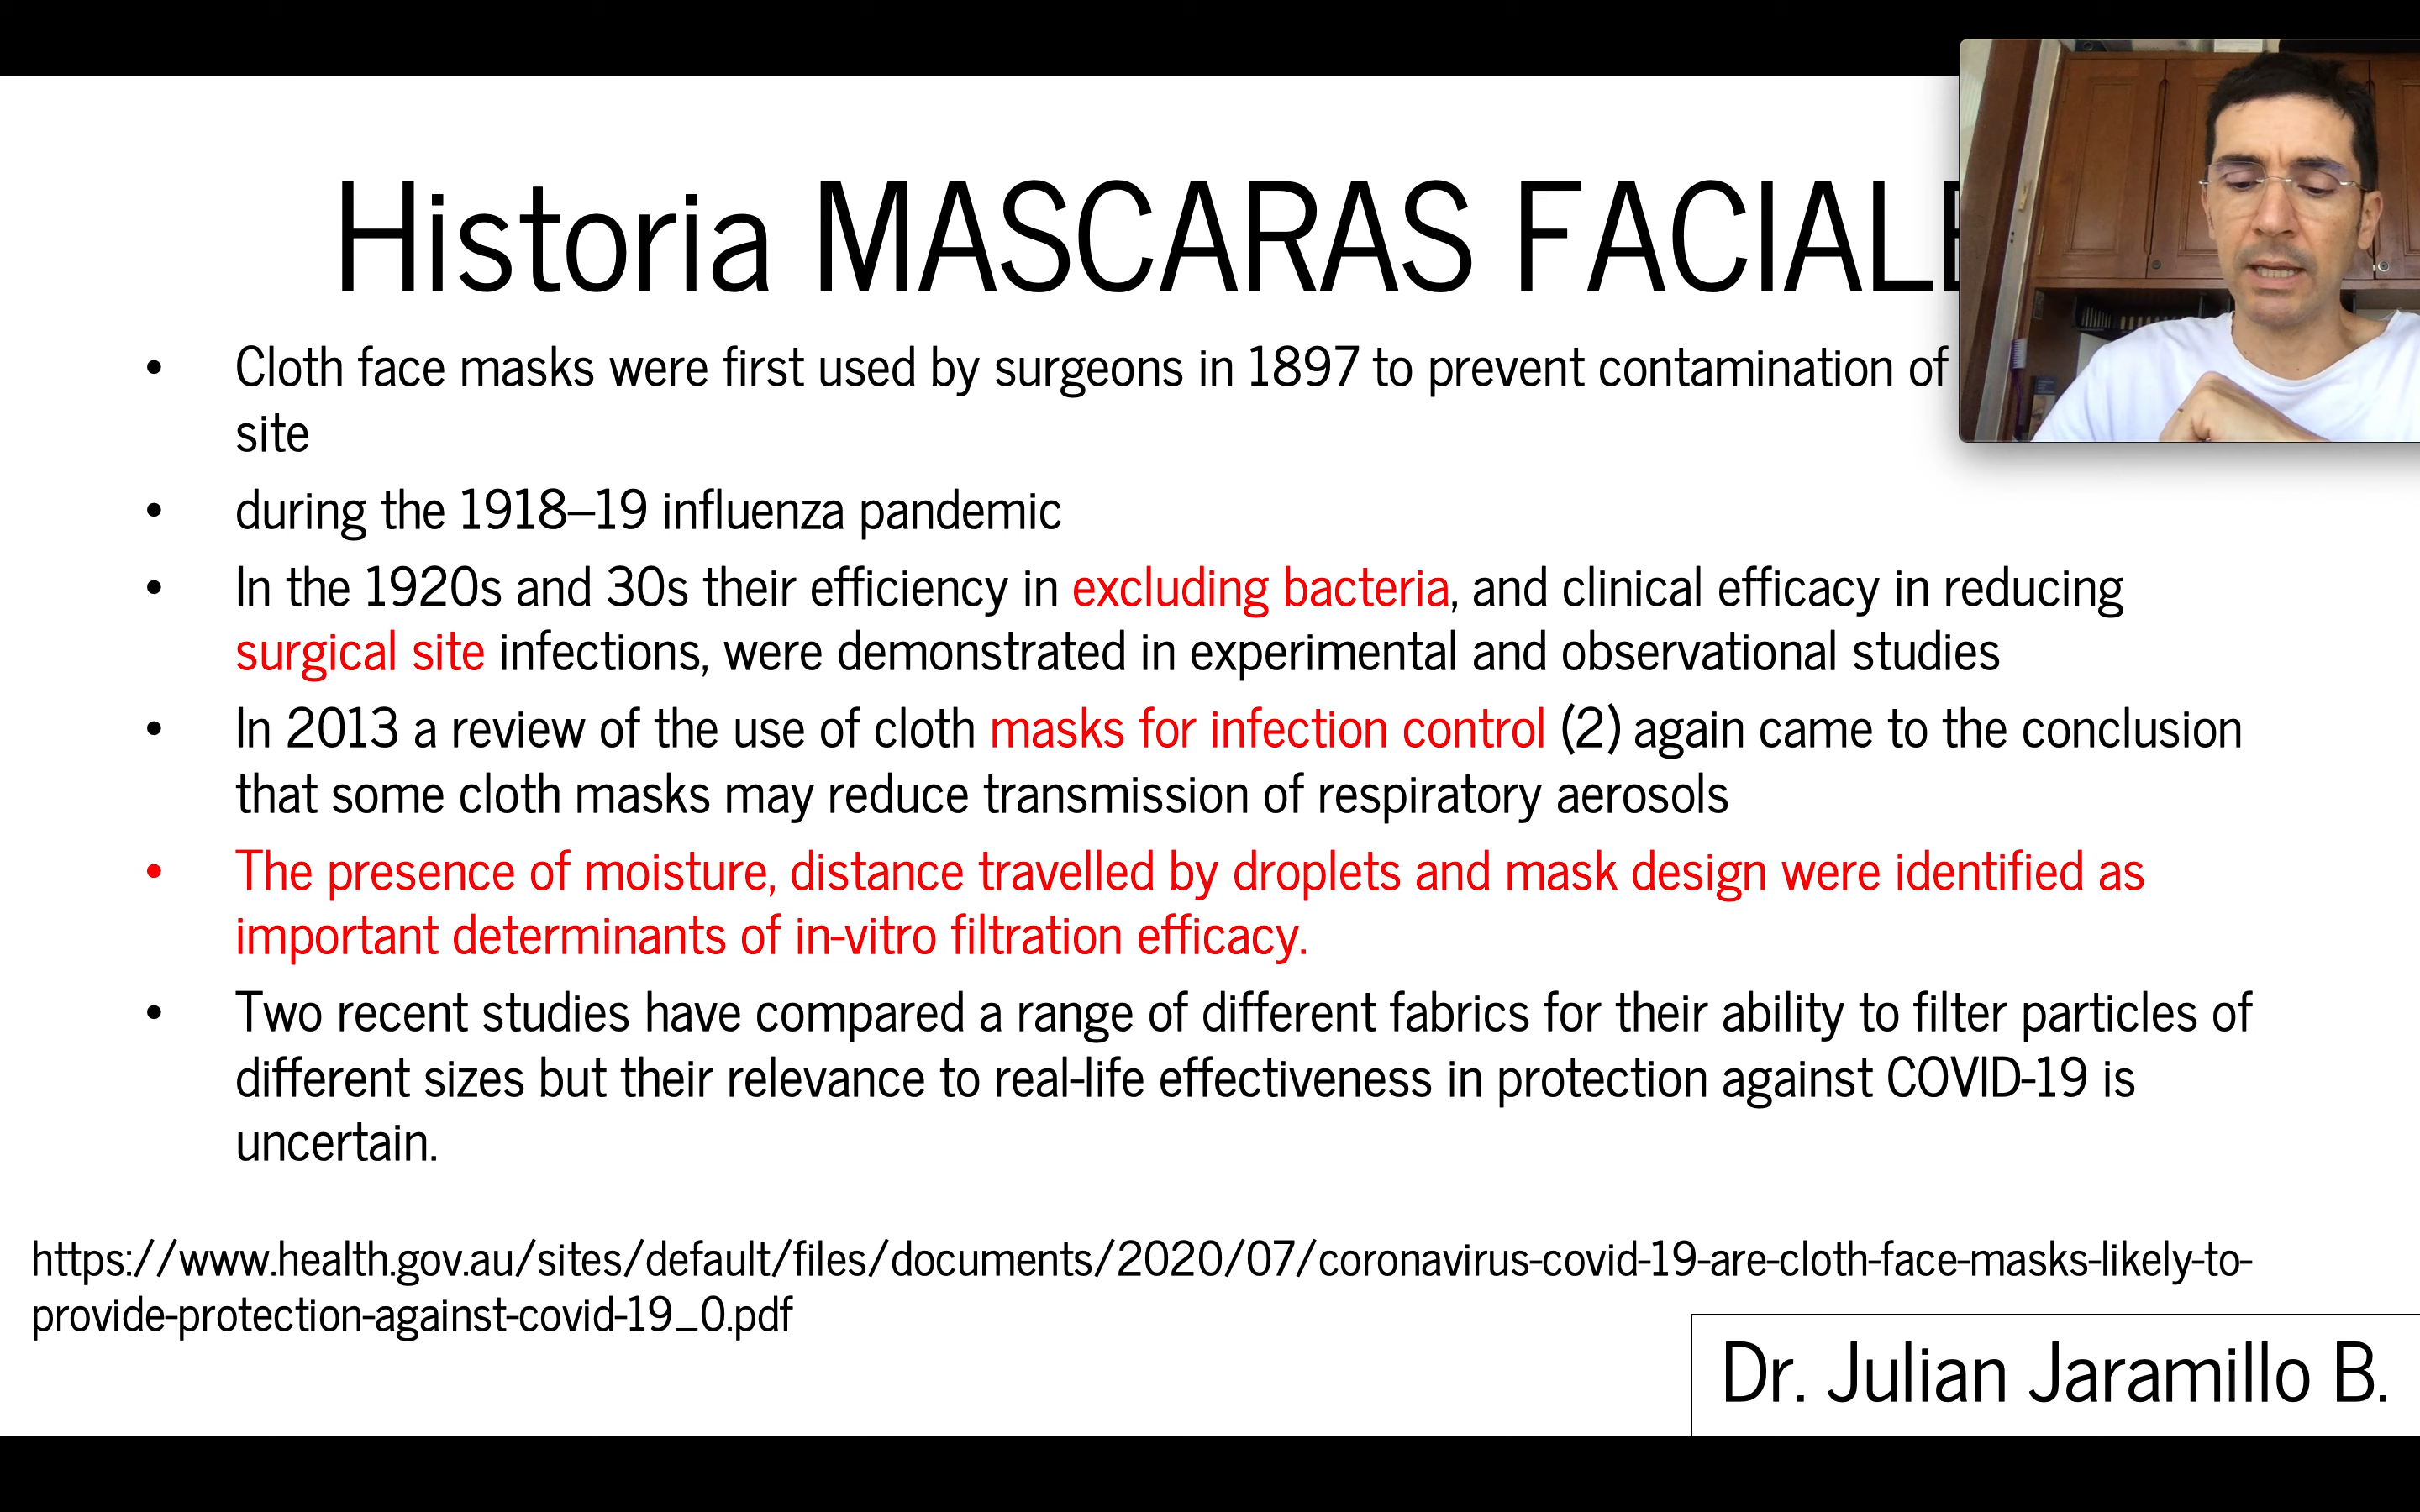 Historia MASCARAS FACIALE
• Cloth face masks were first used by surgeons in 1897 to prevent contamination of
site
• during the 1918–19 influenza pandemic
• In the 1920s and 30s their efficiency in excluding bacteria, and clinical efficacy in reducing
surgical site infections, were demonstrated in experimental and observational studies
• In 2013 a review of the use of cloth masks for infection control (2) again came to the conclusion
that some cloth masks may reduce transmission of respiratory aerosols
• The presence of moisture, distance travelled by droplets and mask design were identified as
important determinants of in-vitro filtration efficacy.
• Two recent studies have compared a range of different fabrics for their ability to filter particles of
different sizes but their relevance to real-life effectiveness in protection against COVID-19 is
uncertain.
https://www.health.gov.au/sites/default/files/documents/2020/07/coronavirus-covid-19-are-cloth-face-masks-likely-to-
provide-protection-against-covid-19_0.pdf
Dr. Julian Jaramillo B.